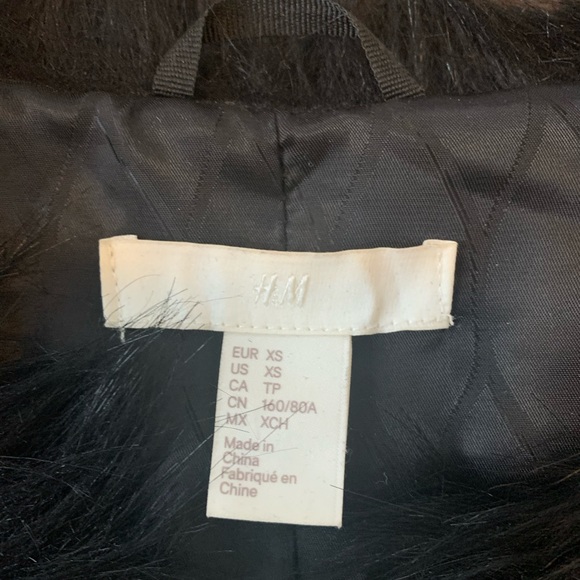 H&M
EUR XS
US XS
CA TP
CN 160/80A
MX XCH
Made in
China
Fabriqué en
Chine